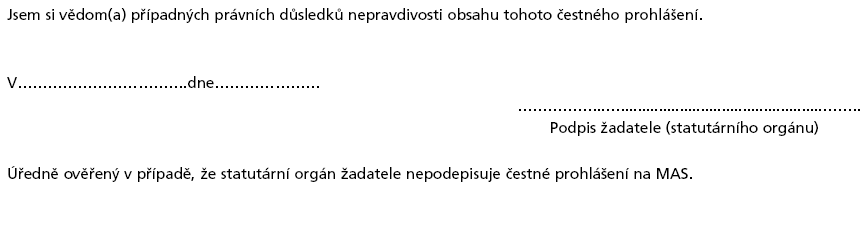 Jsem si vědom(a) případných právních důsledků nepravdivosti obsahu tohoto čestného prohlášení.
V……………………………..dne…………………
……………………………………………………………
Podpis žadatele (statutárního orgánu)
Úředně ověřený v případě, že statutární orgán žadatele nepodepisuje čestné prohlášení na MAS.